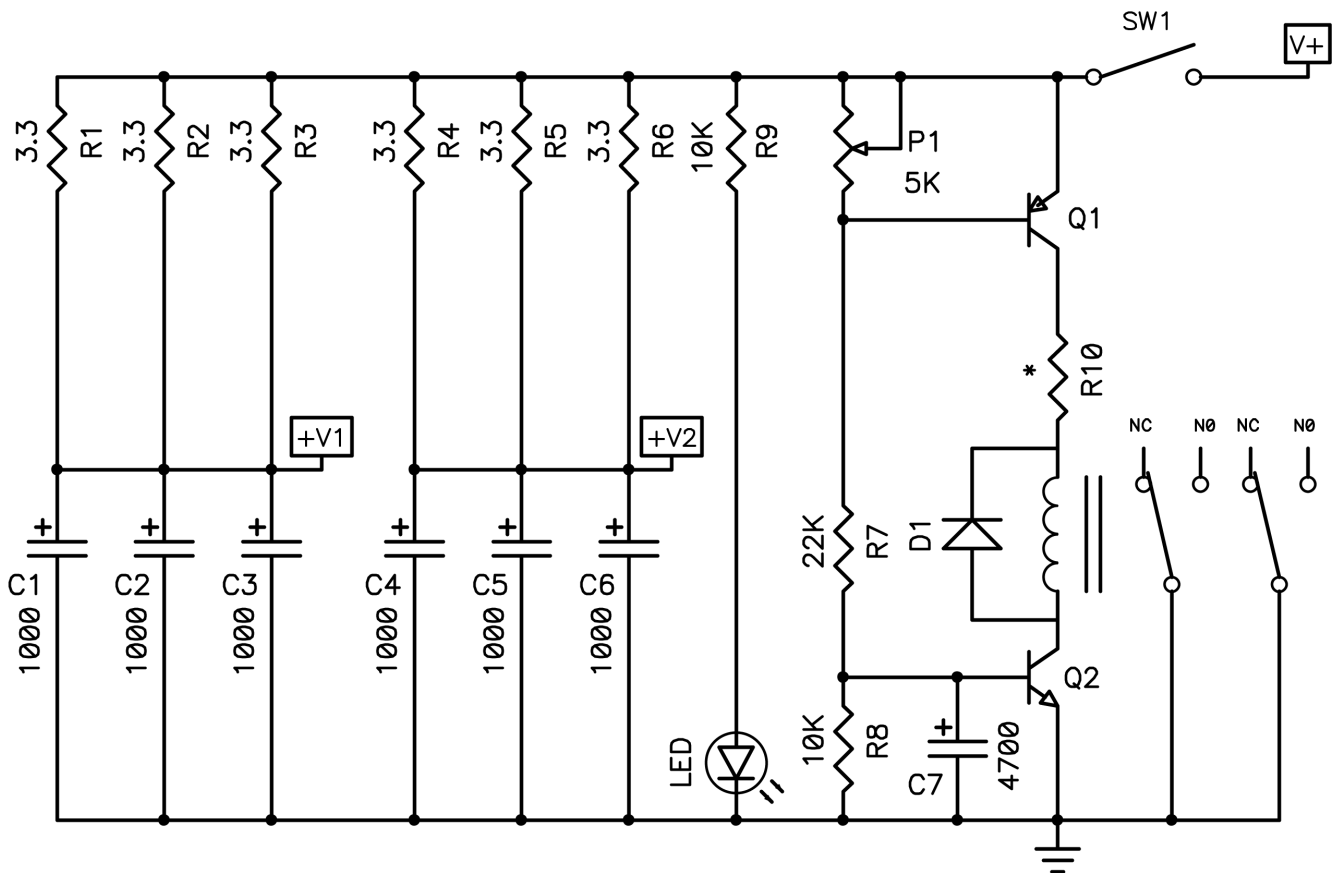 SW1
V+
3.3
R1
3.3
R2
3.3
R3
3.3
R4
3.3
R5
3.3
R6
10K
R9
P1
5K
Q1
*
R10
+V1
+V2
NC
N0
NC
N0
22K
R7
D1
+
C1
1000
+
C2
1000
+
C3
1000
+
C4
1000
+
C5
1000
+
C6
1000
Q2
LED
10K
R8
+
C7
4700